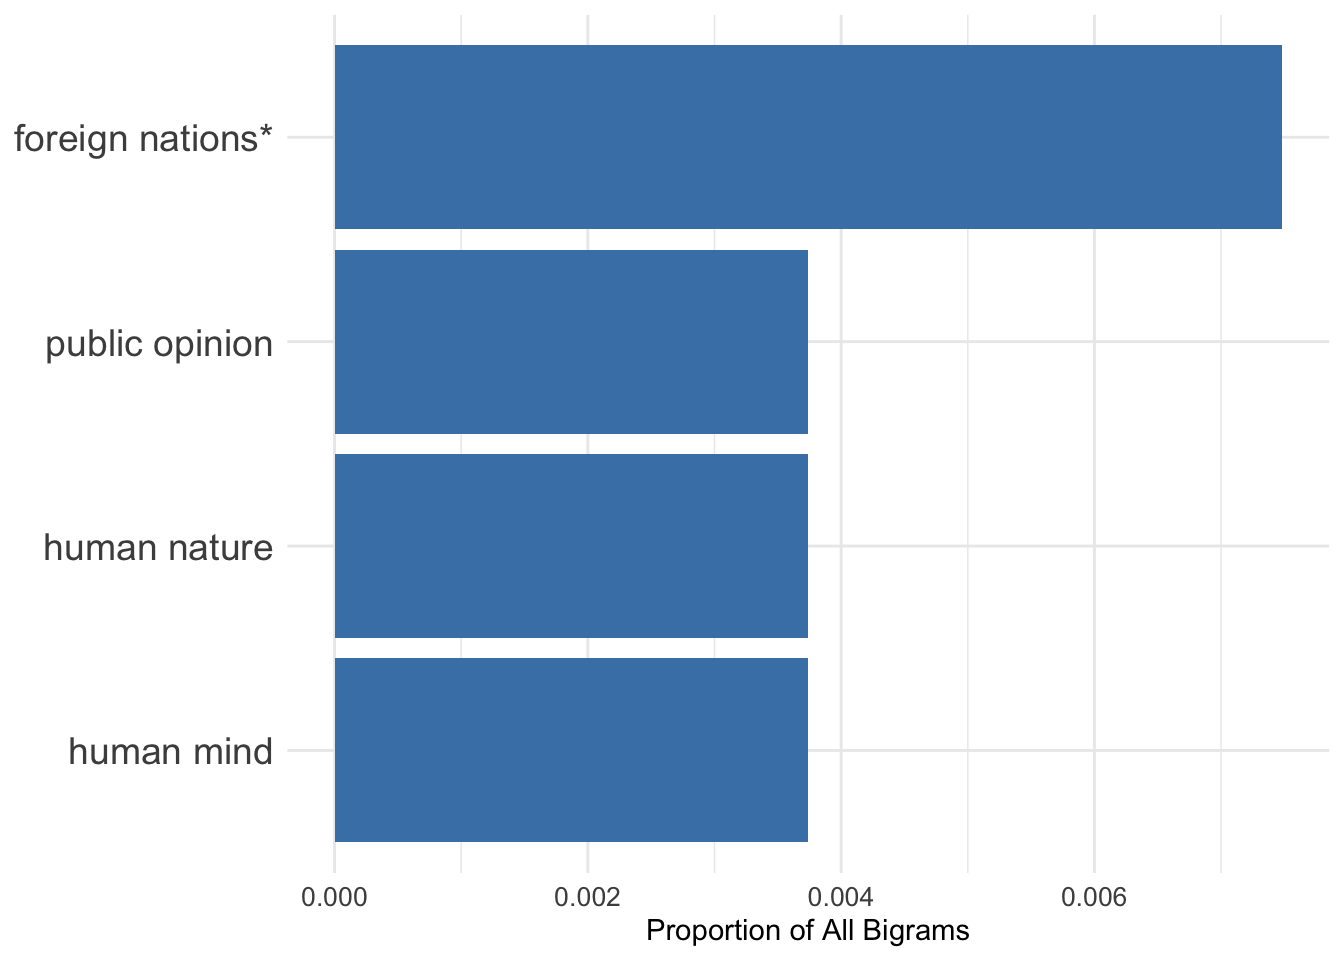 foreign nations*
public opinion
human nature
human mind
0.000 0.002 0.004 0.006
Proportion of All Bigrams